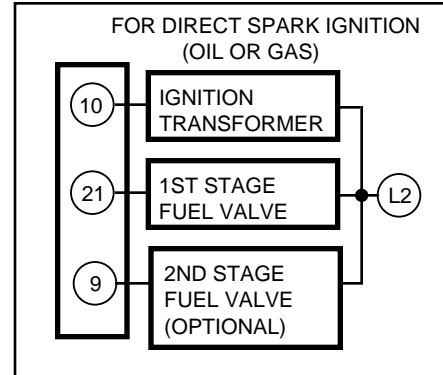 FOR DIRECT SPARK IGNITION
(OIL OR GAS)
10
IGNITION
TRANSFORMER
21
1ST STAGE
FUEL VALVE
L2
9
2ND STAGE
FUEL VALVE
(OPTIONAL)